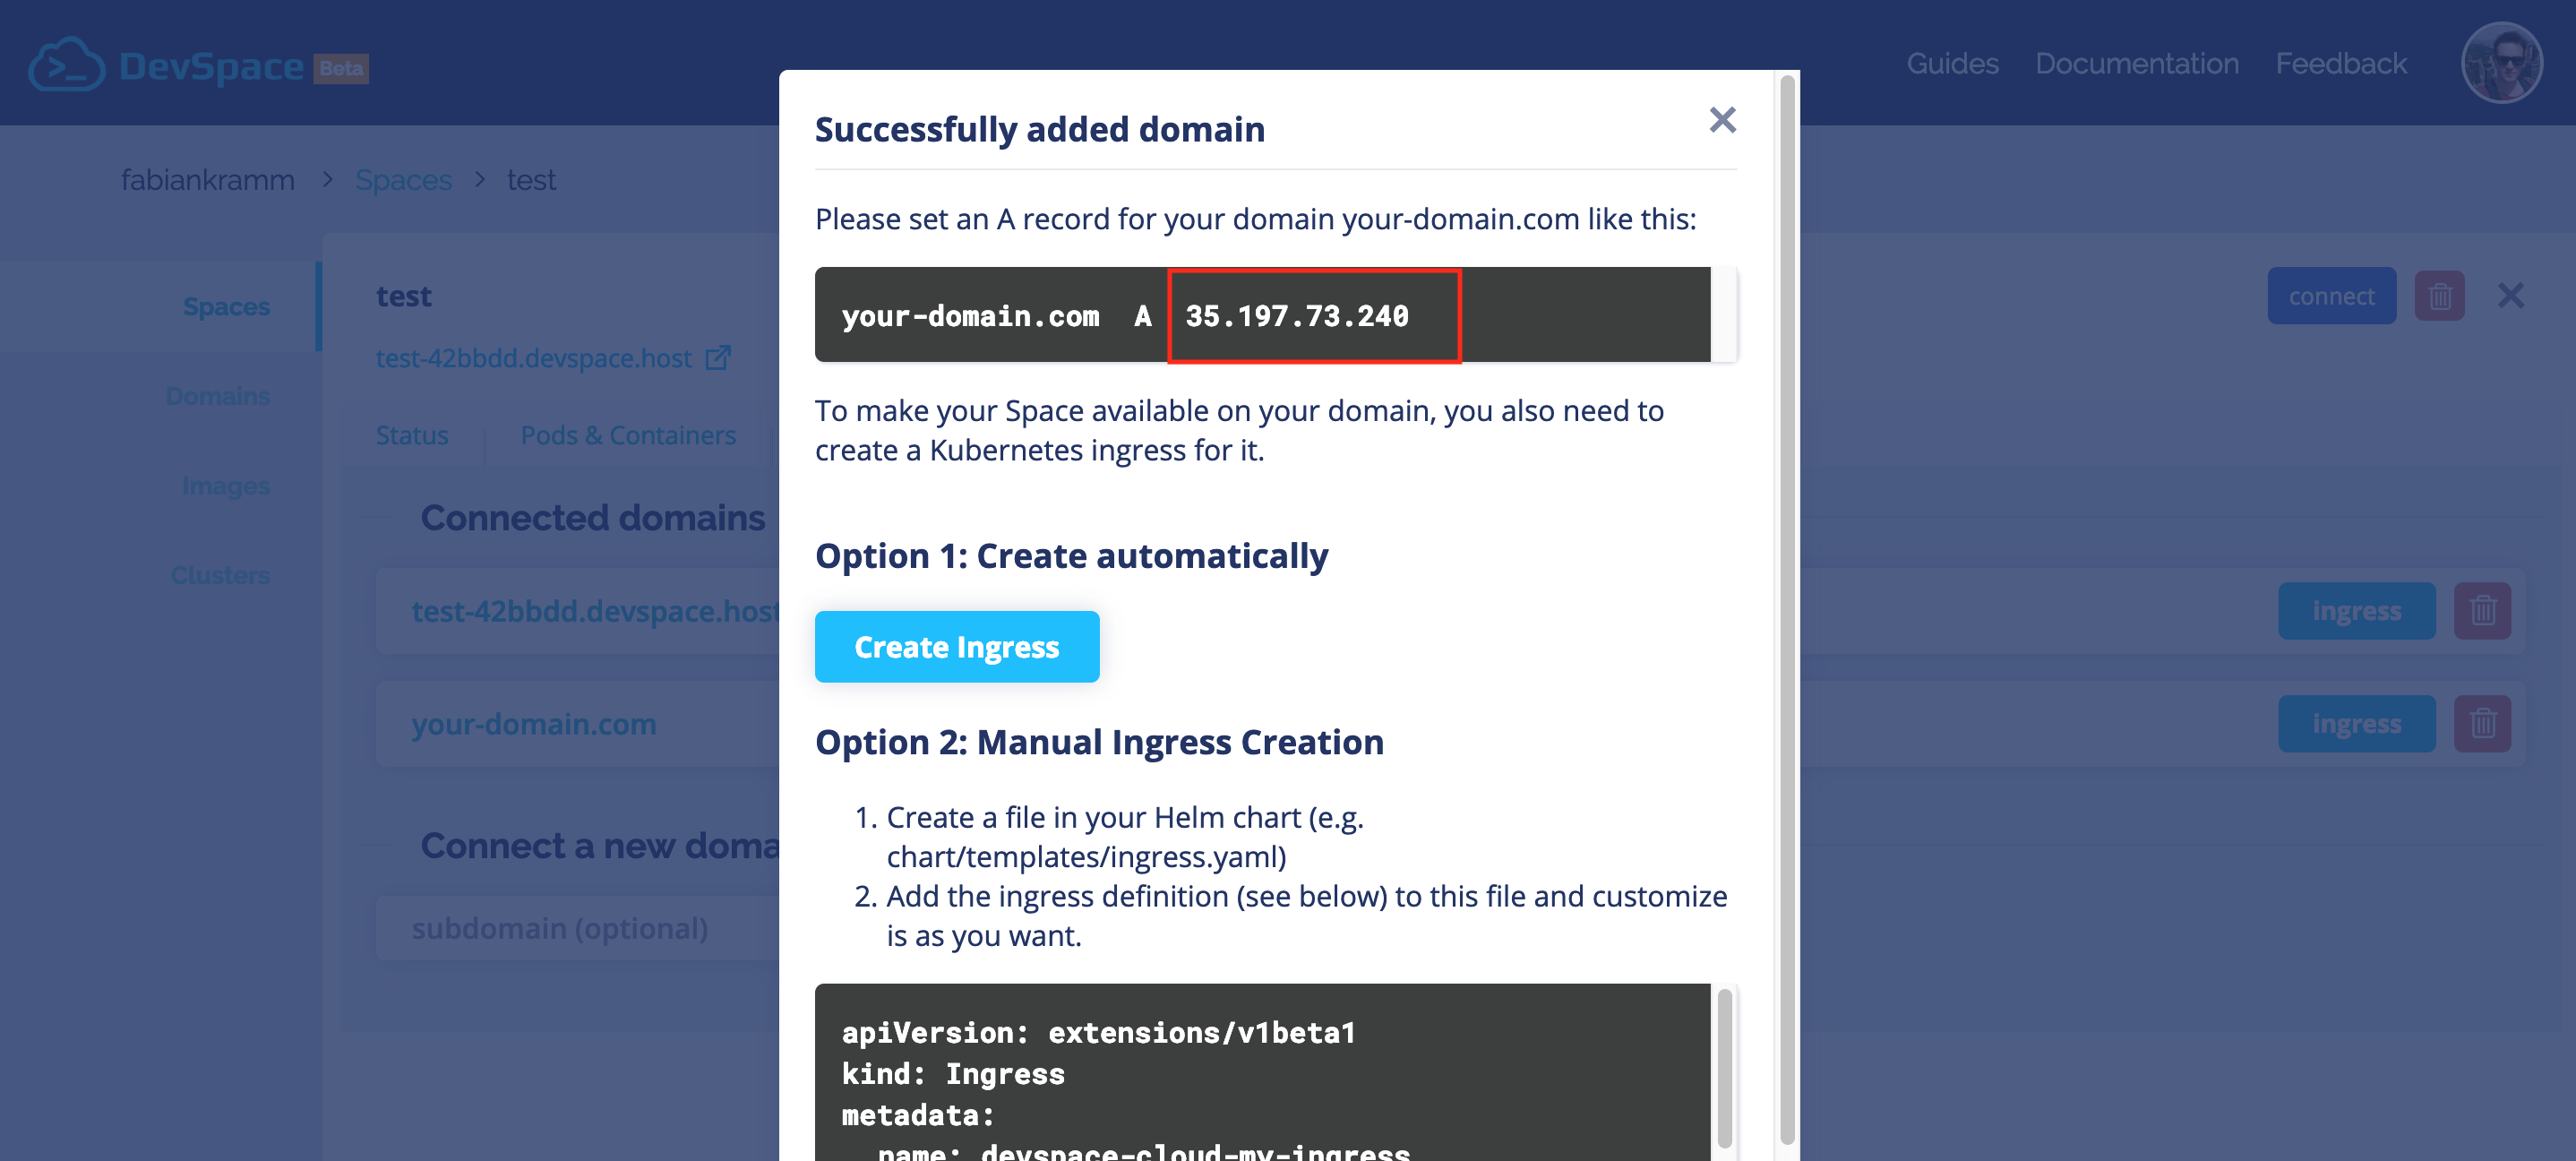 DevSpace Beta
Guides Documentation Feedback
fabiankramm > Spaces > test
Spaces
Domains
Images
Clusters
test
test-42bbdd.devspace.host
connect
Status Pods & Containers
Connected domains
test-42bbdd.devspace.host
ingress
your-domain.com
ingress
Connect a new
subdomain (optional)
Successfully added domain
Please set an A record for your domain your-domain.com like this:
your-domain.com A 35.197.73.240
To make your Space available on your domain, you also need to
create a Kubernetes ingress for it.
Option 1: Create automatically
Create Ingress
Option 2: Manual Ingress Creation
1. Create a file in your Helm chart (e.g.
chart/templates/ingress.yaml)
2. Add the ingress definition (see below) to this file and customize
is as you want.
apiVersion: extensions/v1beta1
kind: Ingress
metadata:
name: devspace-cloud-my-ingress